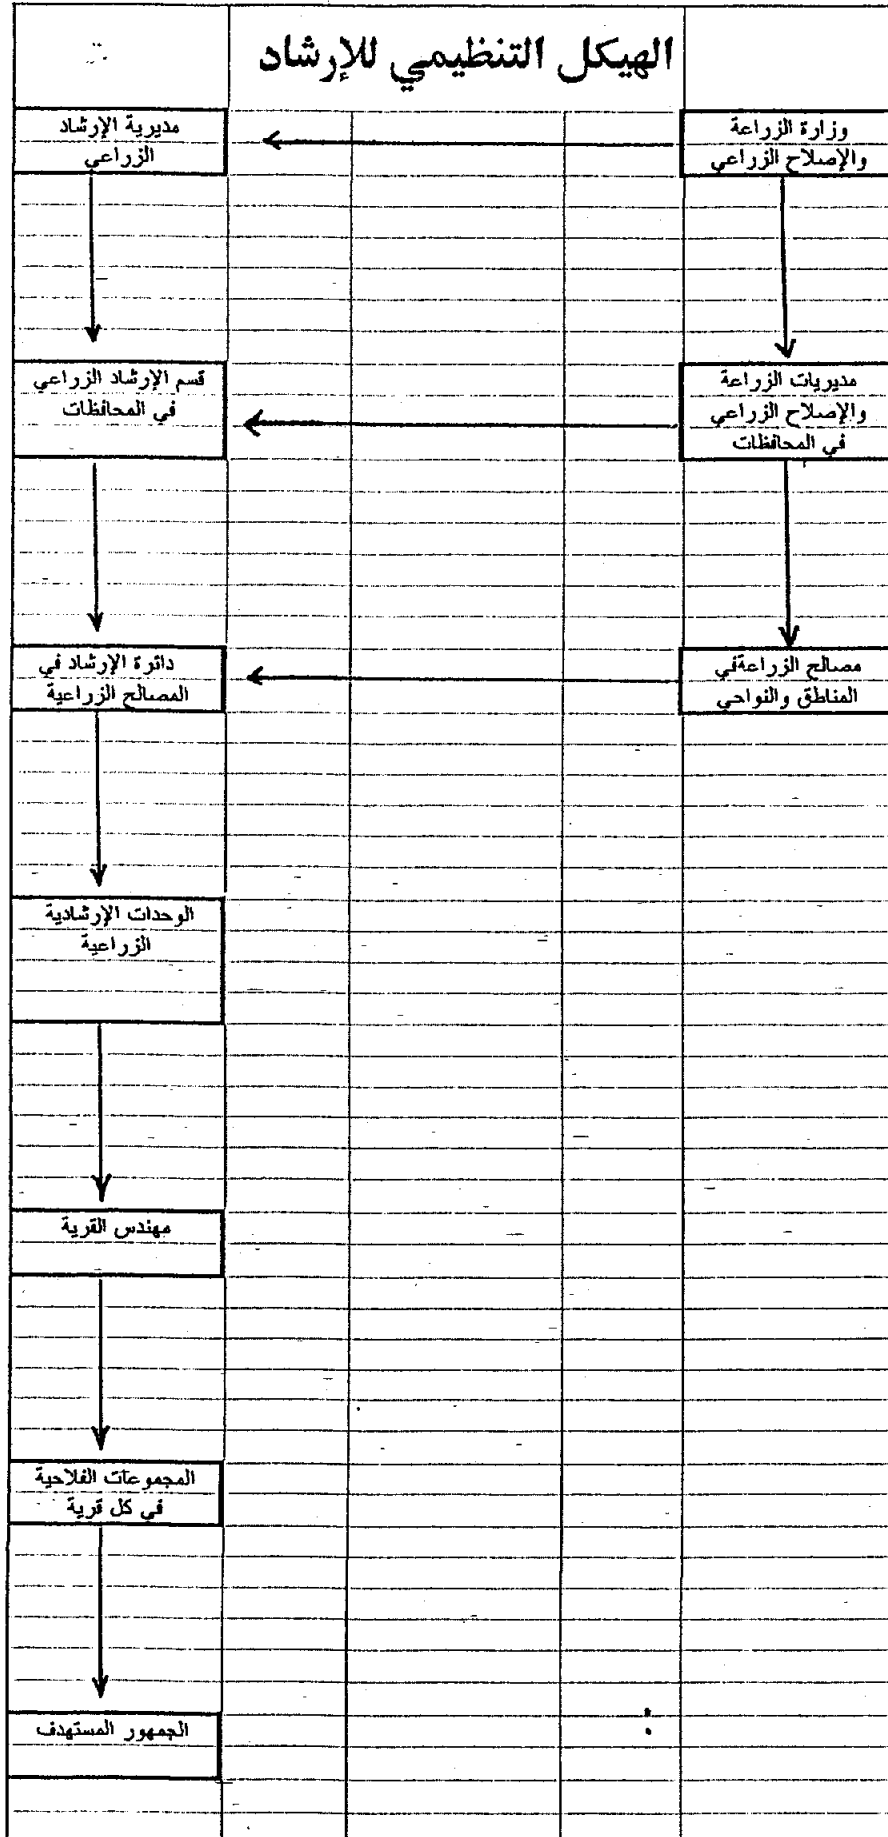 الهيكل التنظيمي للإرشاد
وزارة الزراعة
والإصلاح الزراعي
مديرية الإرشاد
الزراعي
مديريات الزراعة
والإصلاح الزراعي
في المحافظات
قسم الإرشاد الزراعي
في المحافظات
مصالح الزراعةفي
المناطق والنواحي
دائرة الإرشاد في
المصالح الزراعية
الوحدات الإرشادية
الزراعية
مهندس القرية
المجموعات الفلاحية
في كل قرية
الجمهور المستهدف